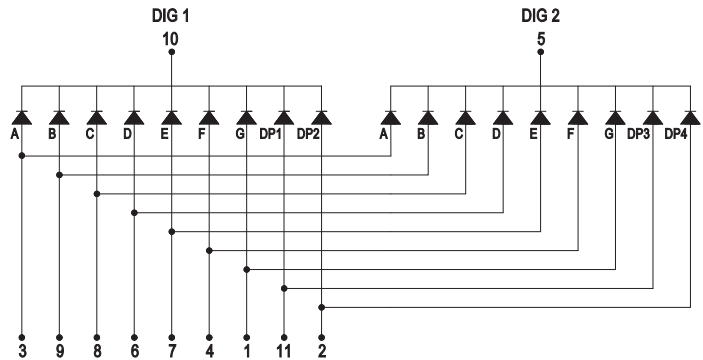 DIG 1 DIG 2
10 5
A B C D E F G DP1 DP2 A B C D E F G DP3 DP4
3 9 8 6 7 4 1 11 2